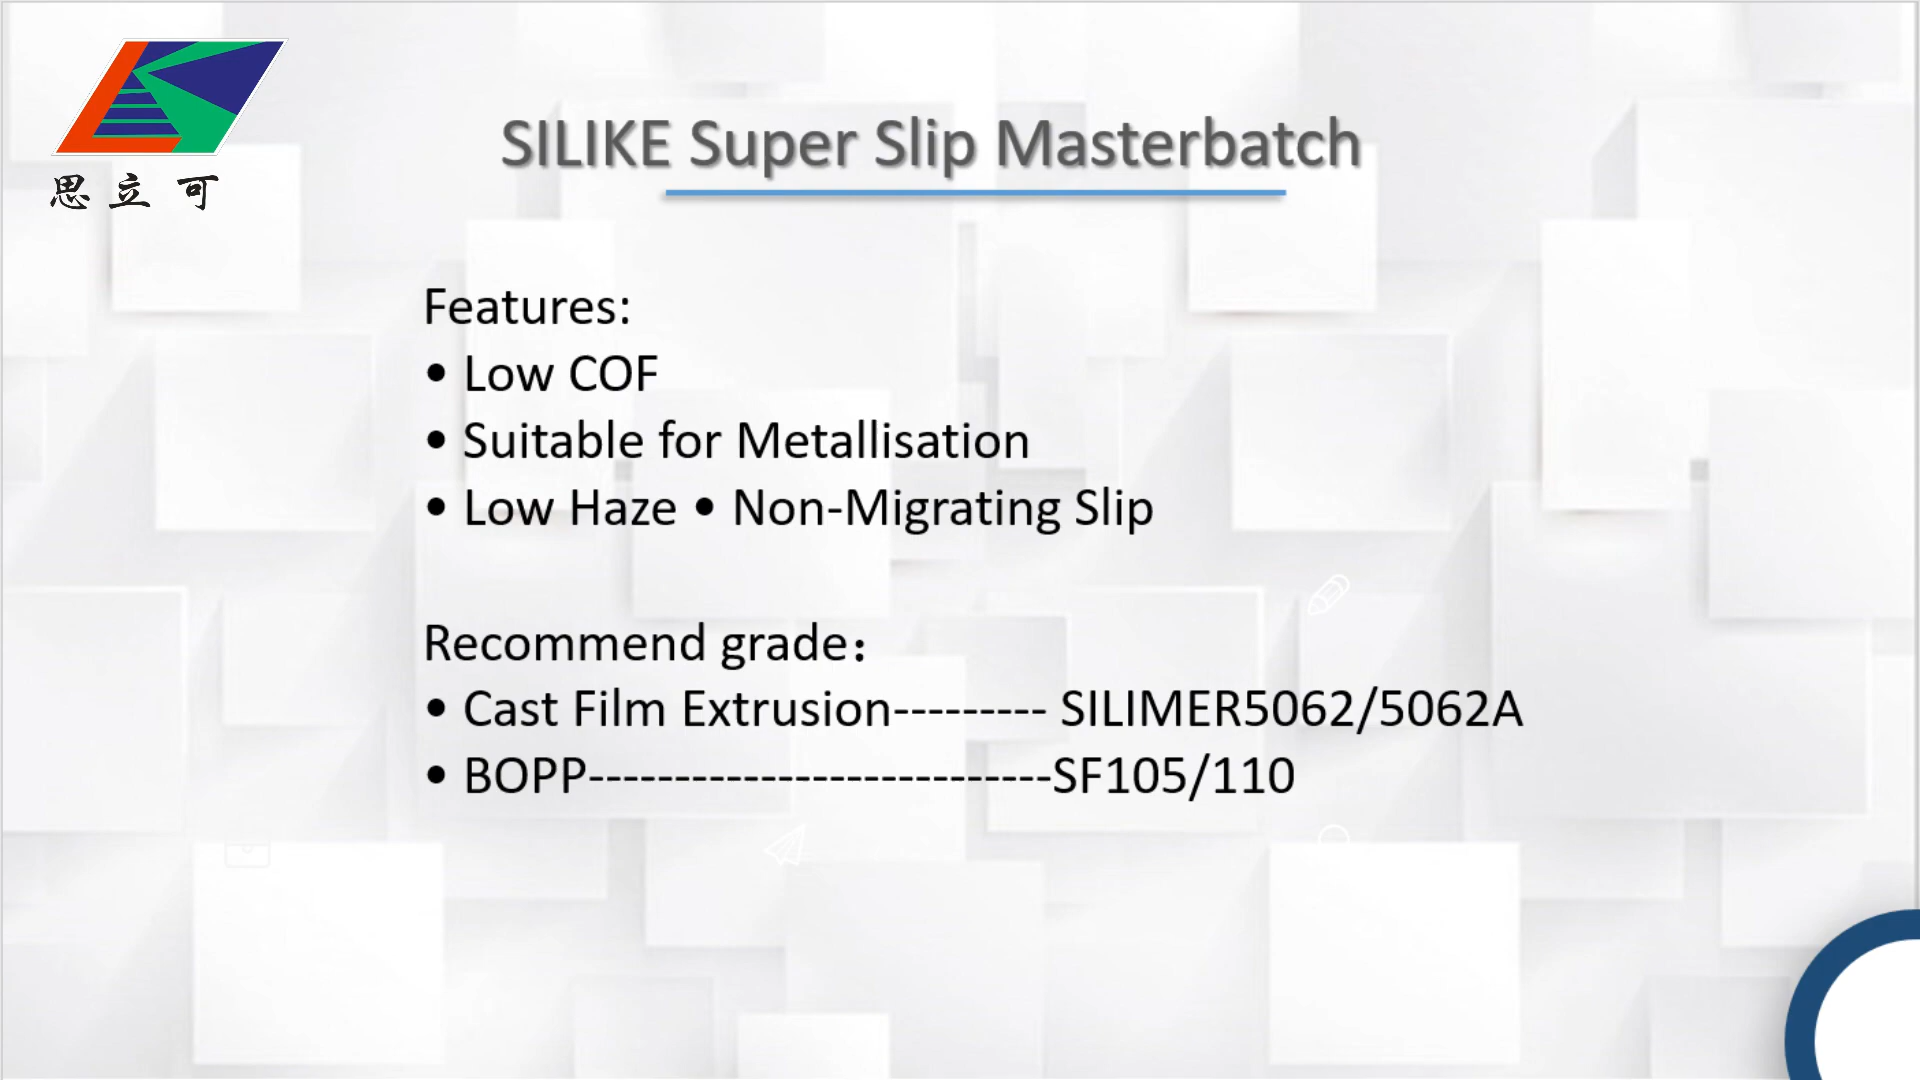 思立可
SILIKE Super Slip Masterbatch
Features:
• Low COF
• Suitable for Metallisation
• Low Haze • Non-Migrating Slip
Recommend grade：
• Cast Film Extrusion--------- SILIMER5062/5062A
• BOPP---------------------------SF105/110